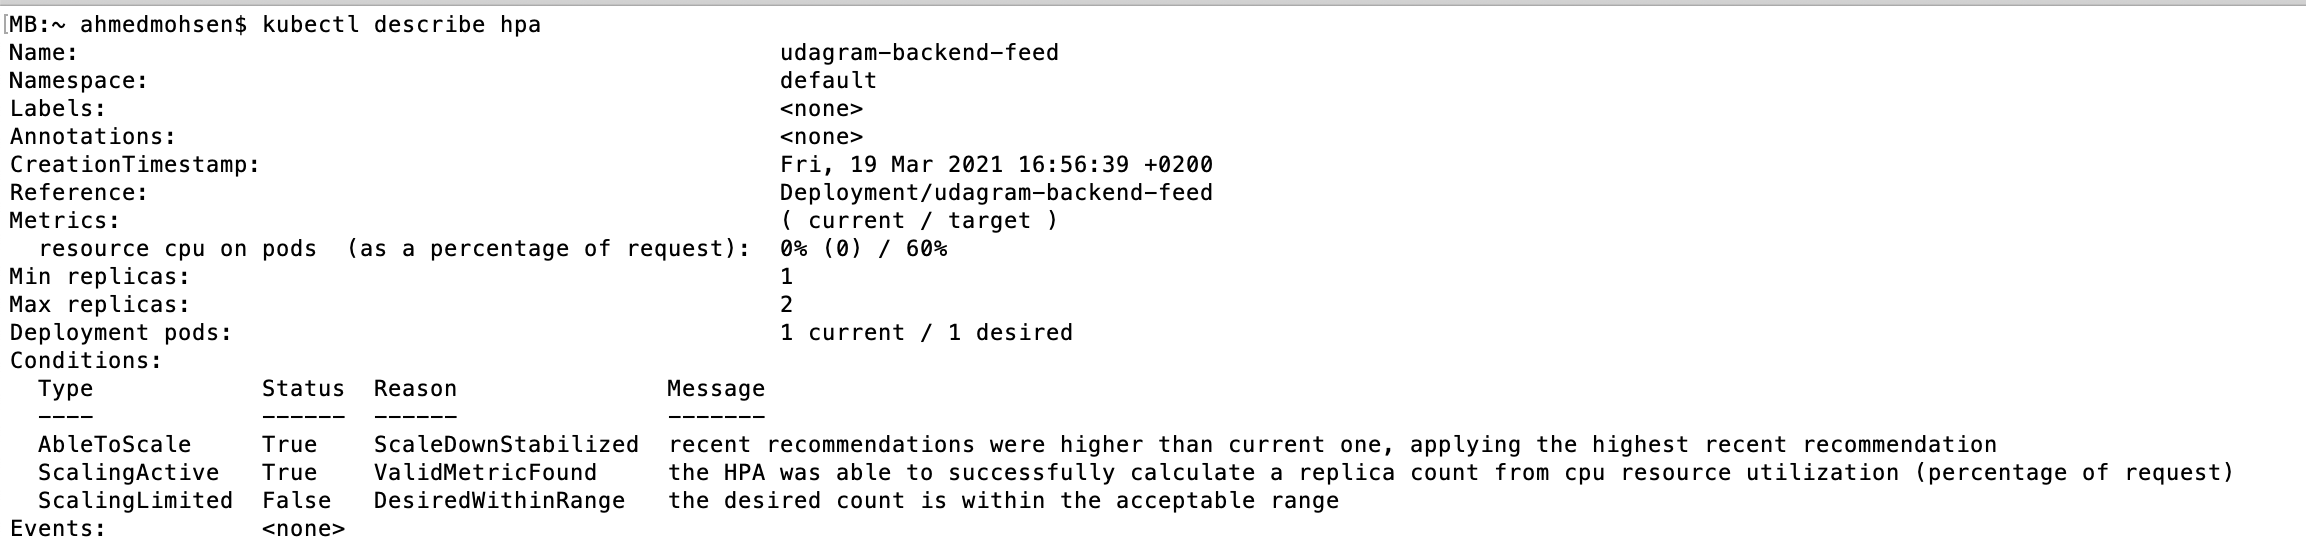 MB:~ ahmedmohsen$ kubectl describe hpa
Name: udagram-backend-feed
Namespace: default
Labels: <none>
Annotations: <none>
CreationTimestamp: Fri, 19 Mar 2021 16:56:39 +0200
Reference: Deployment/udagram-backend-feed
Metrics: ( current / target )
  resource cpu on pods  (as a percentage of request):  0% (0) / 60%
Min replicas: 1
Max replicas: 2
Deployment pods: 1 current / 1 desired
Conditions:
  Type            Status  Reason               Message
  ----            ------  ------               -------
  AbleToScale     True    ScaleDownStabilized  recent recommendations were higher than current one, applying the highest recent recommendation
  ScalingActive   True    ValidMetricFound     the HPA was able to successfully calculate a replica count from cpu resource utilization (percentage of request)
  ScalingLimited  False   DesiredWithinRange   the desired count is within the acceptable range
Events:           <none>